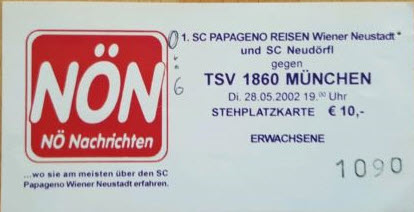 NÖN
NÖ Nachrichten
...wo sie am meisten über den SC
Papageno Wiener Neustadt erfahren.
1. SC PAPAGENO REISEN Wiener Neustadt"
und SC Neudörfl
gegen
TSV 1860 MÜNCHEN
Di. 28.05.2002 19.00 Uhr
STEHPLATZKARTE € 10,-
ERWACHSENE
1090